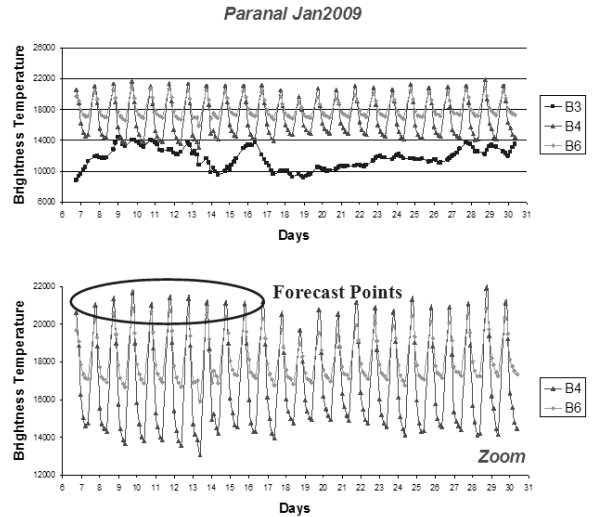 Paranal Jan2009
Brightness Temperature
26000
22000
18000
14000
10000
6000
6 7 8 9 10 11 12 13 14 15 16 17 18 19 20 21 22 23 24 25 26 27 28 29 30 31
Days
B3
B4
B6
Forecast Points
Brightness Temperature
22000
20000
18000
16000
14000
12000
6 7 8 9 10 11 12 13 14 15 16 17 18 19 20 21 22 23 24 25 26 27 28 29 30 31
Days
Zoom
B4
B6